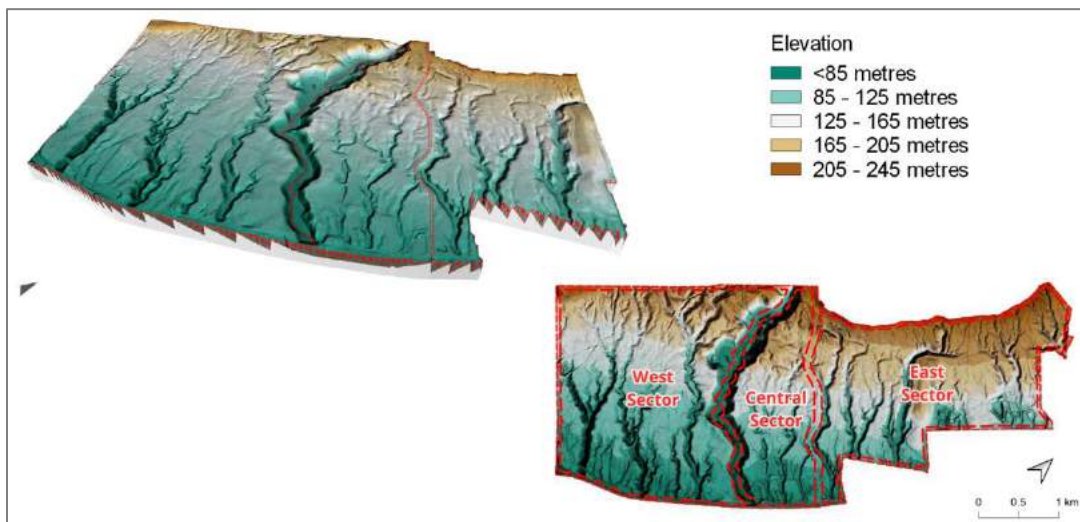 Elevation
<85 metres
85 - 125 metres
125 - 165 metres
165 - 205 metres
205 - 245 metres
West
Sector
Central
Sector
East
Sector
0 0.5 1 km